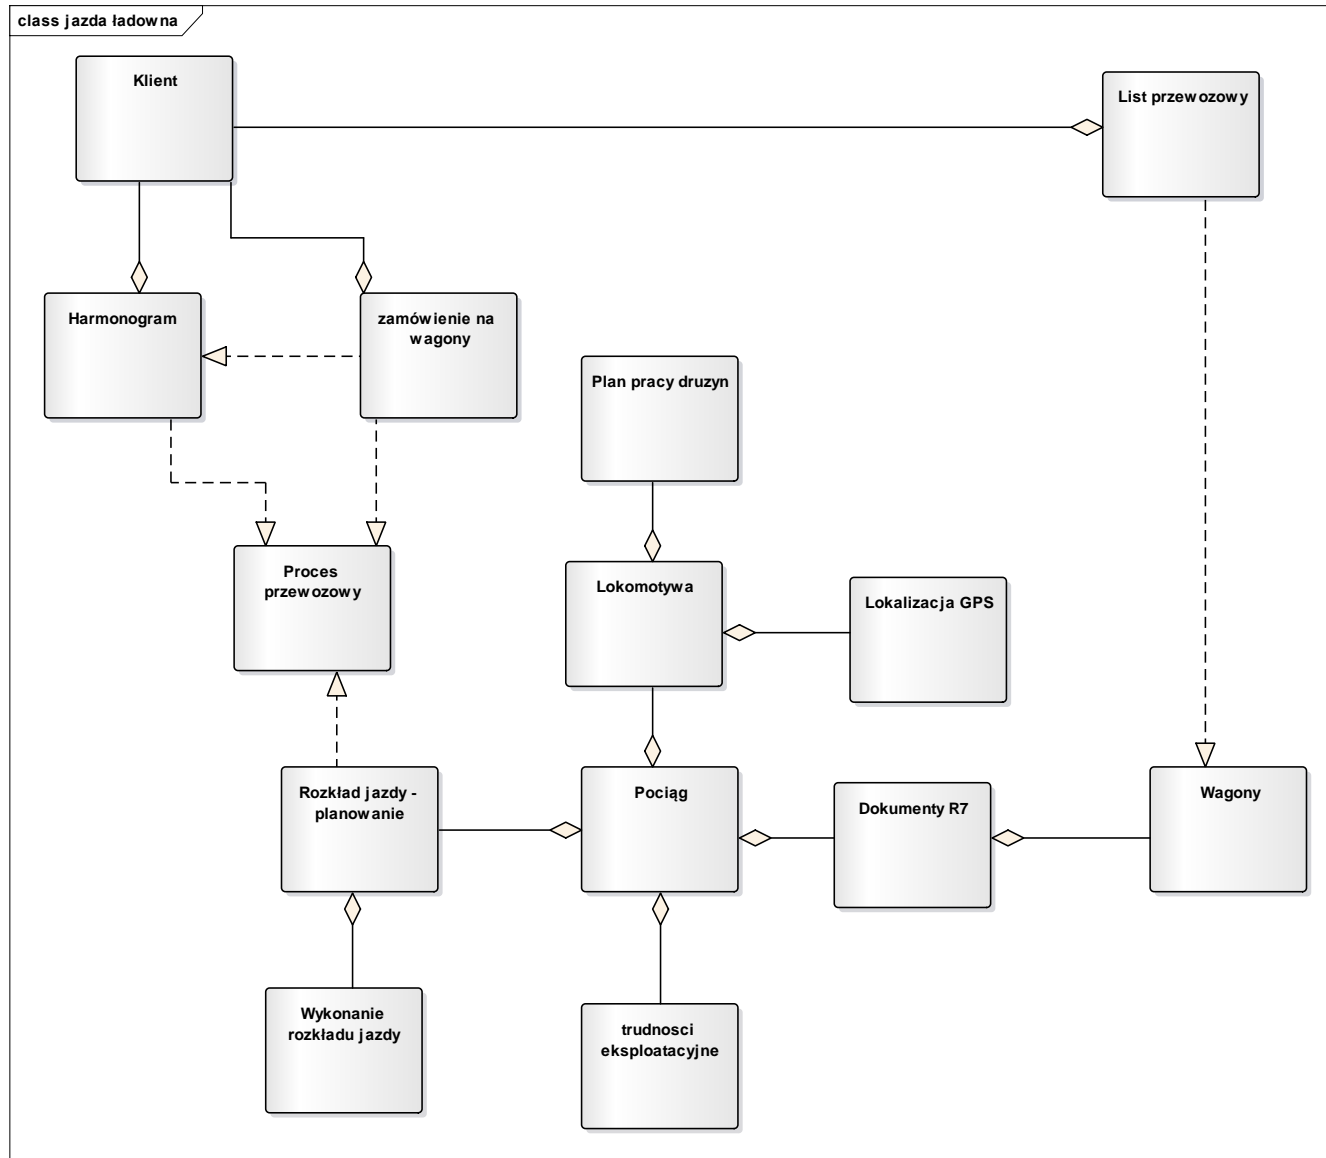 class jazda ładowna
Klient
List przewozowy
Harmonogram
zamówienie na
wagony
Plan pracy druzyn
Proces
przewozowy
Lokomotywa
Lokalizacja GPS
Rozkład jazdy -
planowanie
Pociąg
Dokumenty R7
Wagony
Wykonanie
rozkładu jazdy
trudnosci
eksploatacyjne